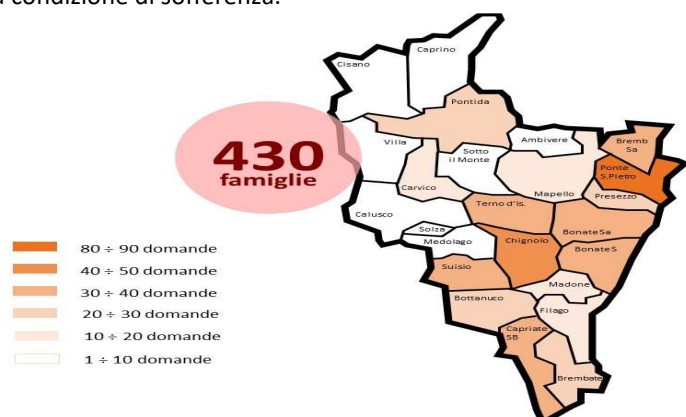 a condizione di sofferenza.
Caprino
Cisano
Pontida
Villa
Sotto
il Monte
Ambivere
Bremb
Sa
Ponte
S.Pietro
Carvico
Mapello
Presezzo
Terno d'Is.
Calusco
Solza
Medolago
Chignolo
BonateSa
BonateS
Suisio
Madone
Bottanuco
Filago
Capriate
SB
Brembate
430
famiglie
80 ÷ 90 domande
40 ÷ 50 domande
30 ÷ 40 domande
20 ÷ 30 domande
10 ÷ 20 domande
1 ÷ 10 domande